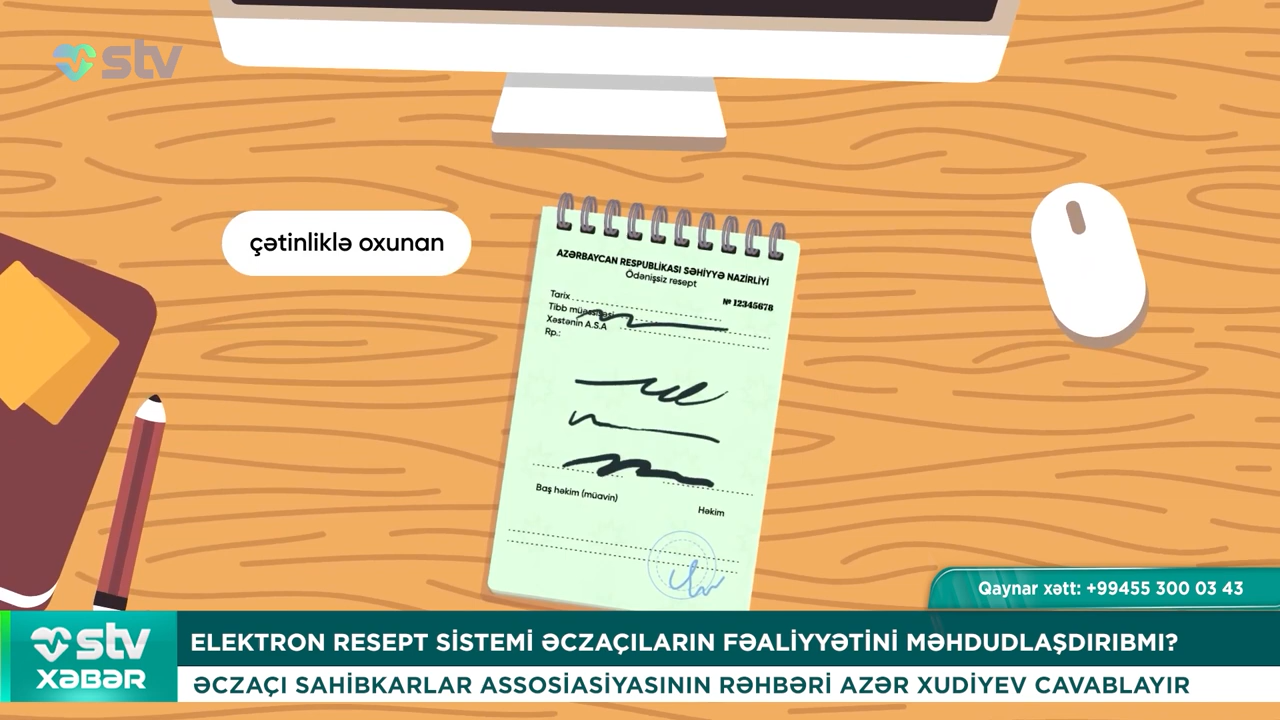 stv
çətinliklə oxunan
AZƏRBAYCAN RESPUBLİKASI SƏHİYYƏ NAZİRLİYİ
Ödənişsiz resept
№ 12345678
Tarix
Tibb müəssisəsi
Xəstənin A.S.A
Rp.:
Baş həkim (müavin)
Həkim
Qaynar xətt: +99455 300 03 43
stv
XƏBƏR
ELEKTRON RESEPT SİSTEMİ ƏCZAÇILARIN FƏALİYYƏTİNİ MƏHDUDLAŞDIRIBMI?
ƏCZAÇI SAHİBKARLAR ASSOSİASİYASININ RƏHBƏRİ AZƏR XUDİYEV CAVABLAYIR